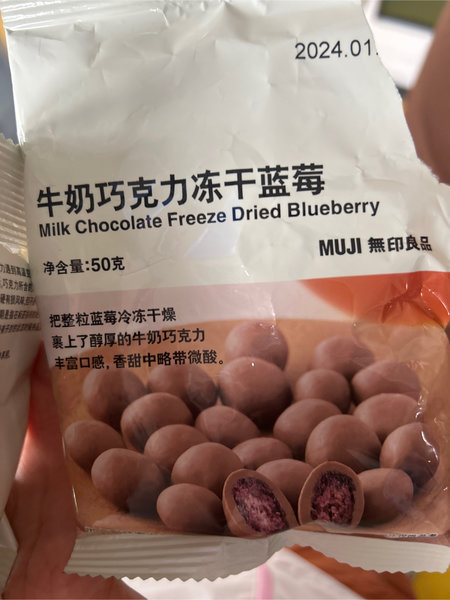 2024.01.
牛奶巧克力冻干蓝莓
Milk Chocolate Freeze Dried Blueberry
MUJI 無印良品
净含量:50克
把整粒蓝莓冷冻干燥
裹上了醇厚的牛奶巧克力
丰富口感，香甜中略带微酸。